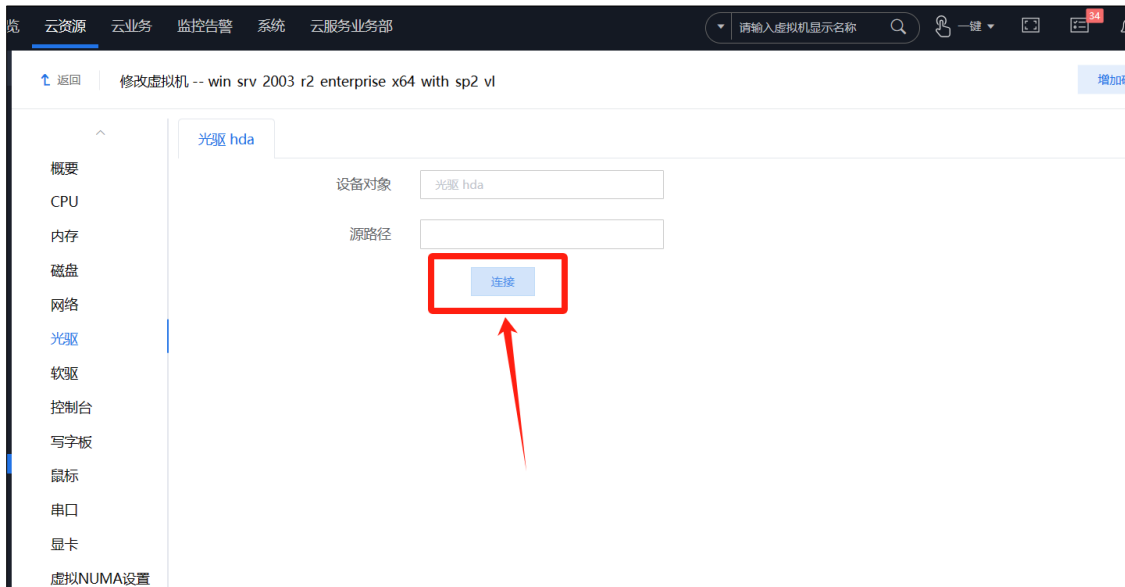 览 云资源 云业务 监控告警 系统 云服务业务部 请输入虚拟机显示名称 一键 34
返回 修改虚拟机 -- win srv 2003 r2 enterprise x64 with sp2 vl 增加
光驱 hda
概要
设备对象 光驱 hda
CPU
内存
源路径
磁盘
连接
网络
光驱
软驱
控制台
写字板
鼠标
串口
显卡
虚拟NUMA设置